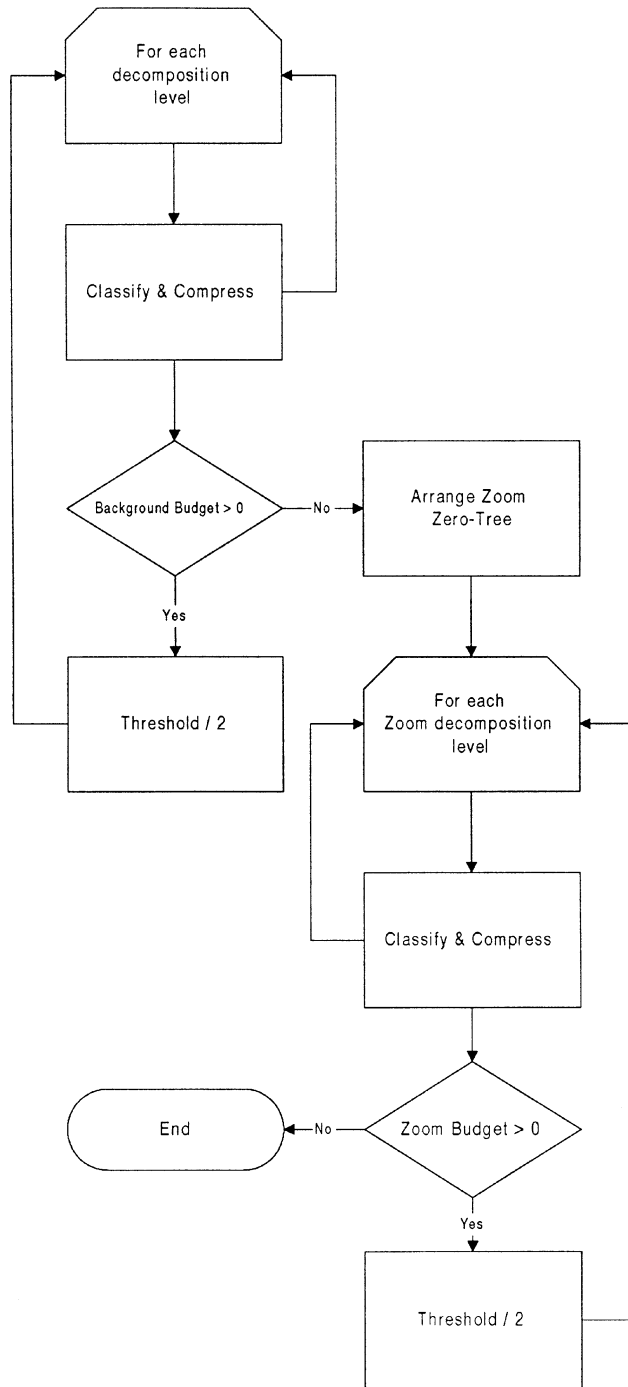 For each
decomposition
level
Classify & Compress
Background Budget > 0
No
Arrange Zoom
Zero-Tree
Yes
Threshold / 2
For each
Zoom decomposition
level
Classify & Compress
End
No
Zoom Budget > 0
Yes
Threshold / 2